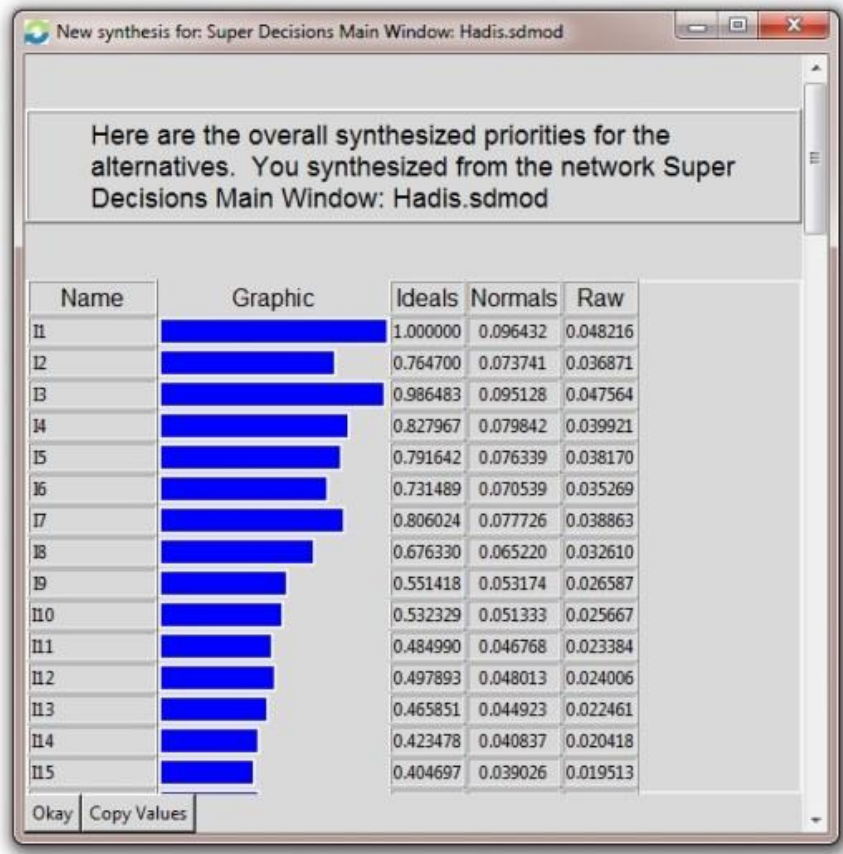 New synthesis for: Super Decisions Main Window: Hadis.sdmod
Here are the overall synthesized priorities for the
alternatives. You synthesized from the network Super
Decisions Main Window: Hadis.sdmod
Name Graphic Ideals Normals Raw
I1 1.000000 0.096432 0.048216
I2 0.764700 0.073741 0.036871
I3 0.986483 0.095128 0.047564
I4 0.827967 0.079842 0.039921
I5 0.791642 0.076339 0.038170
I6 0.731489 0.070539 0.035269
I7 0.806024 0.077726 0.038863
I8 0.676330 0.065220 0.032610
I9 0.551418 0.053174 0.026587
I10 0.532329 0.051333 0.025667
I11 0.484990 0.046768 0.023384
I12 0.497893 0.048013 0.024006
I13 0.465851 0.044923 0.022461
I14 0.423478 0.040837 0.020418
I15 0.404697 0.039026 0.019513
Okay Copy Values